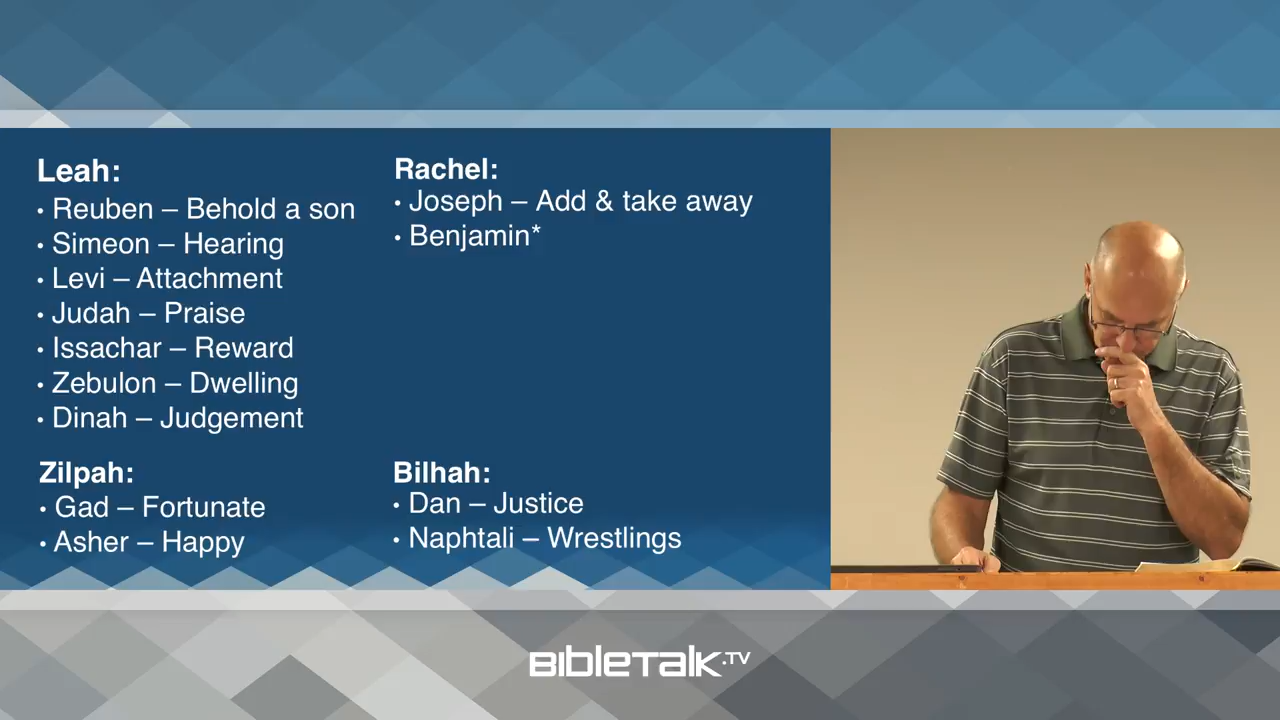 Leah:
• Reuben – Behold a son
• Simeon – Hearing
• Levi – Attachment
• Judah – Praise
• Issachar – Reward
• Zebulon – Dwelling
• Dinah – Judgement
Rachel:
• Joseph – Add & take away
• Benjamin*
Zilpah:
• Gad – Fortunate
• Asher – Happy
Bilhah:
• Dan – Justice
• Naphtali – Wrestlings
BIBLETALK.TV